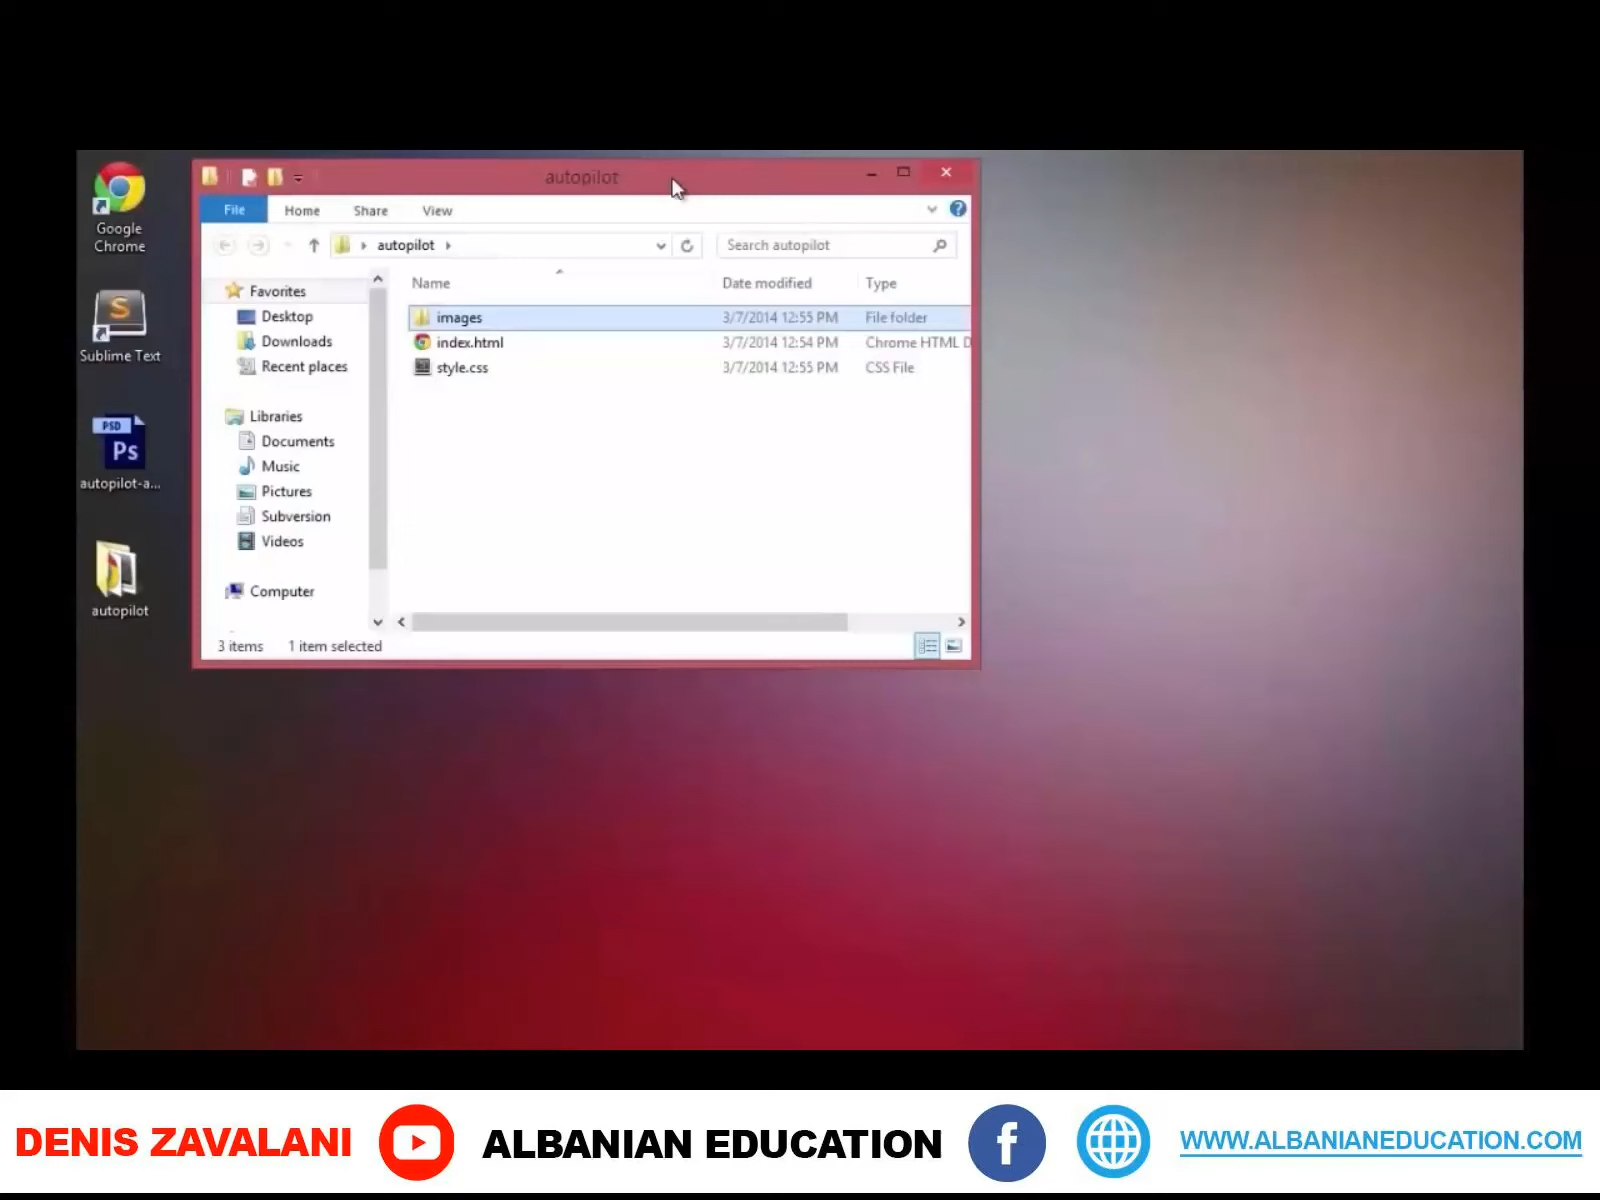 Google
Chrome
Sublime Text
PSD
Ps
autopilot-a...
autopilot
autopilot
File Home Share View
autopilot
Search autopilot
Name Date modified Type
Favorites
Desktop
Downloads
Recent places
Libraries
Documents
Music
Pictures
Subversion
Videos
Computer
images 3/7/2014 12:55 PM File folder
index.html 3/7/2014 12:54 PM Chrome HTML D
style.css 3/7/2014 12:55 PM CSS File
3 items 1 item selected
DENIS ZAVALANI ALBANIAN EDUCATION WWW.ALBANIANEDUCATION.COM